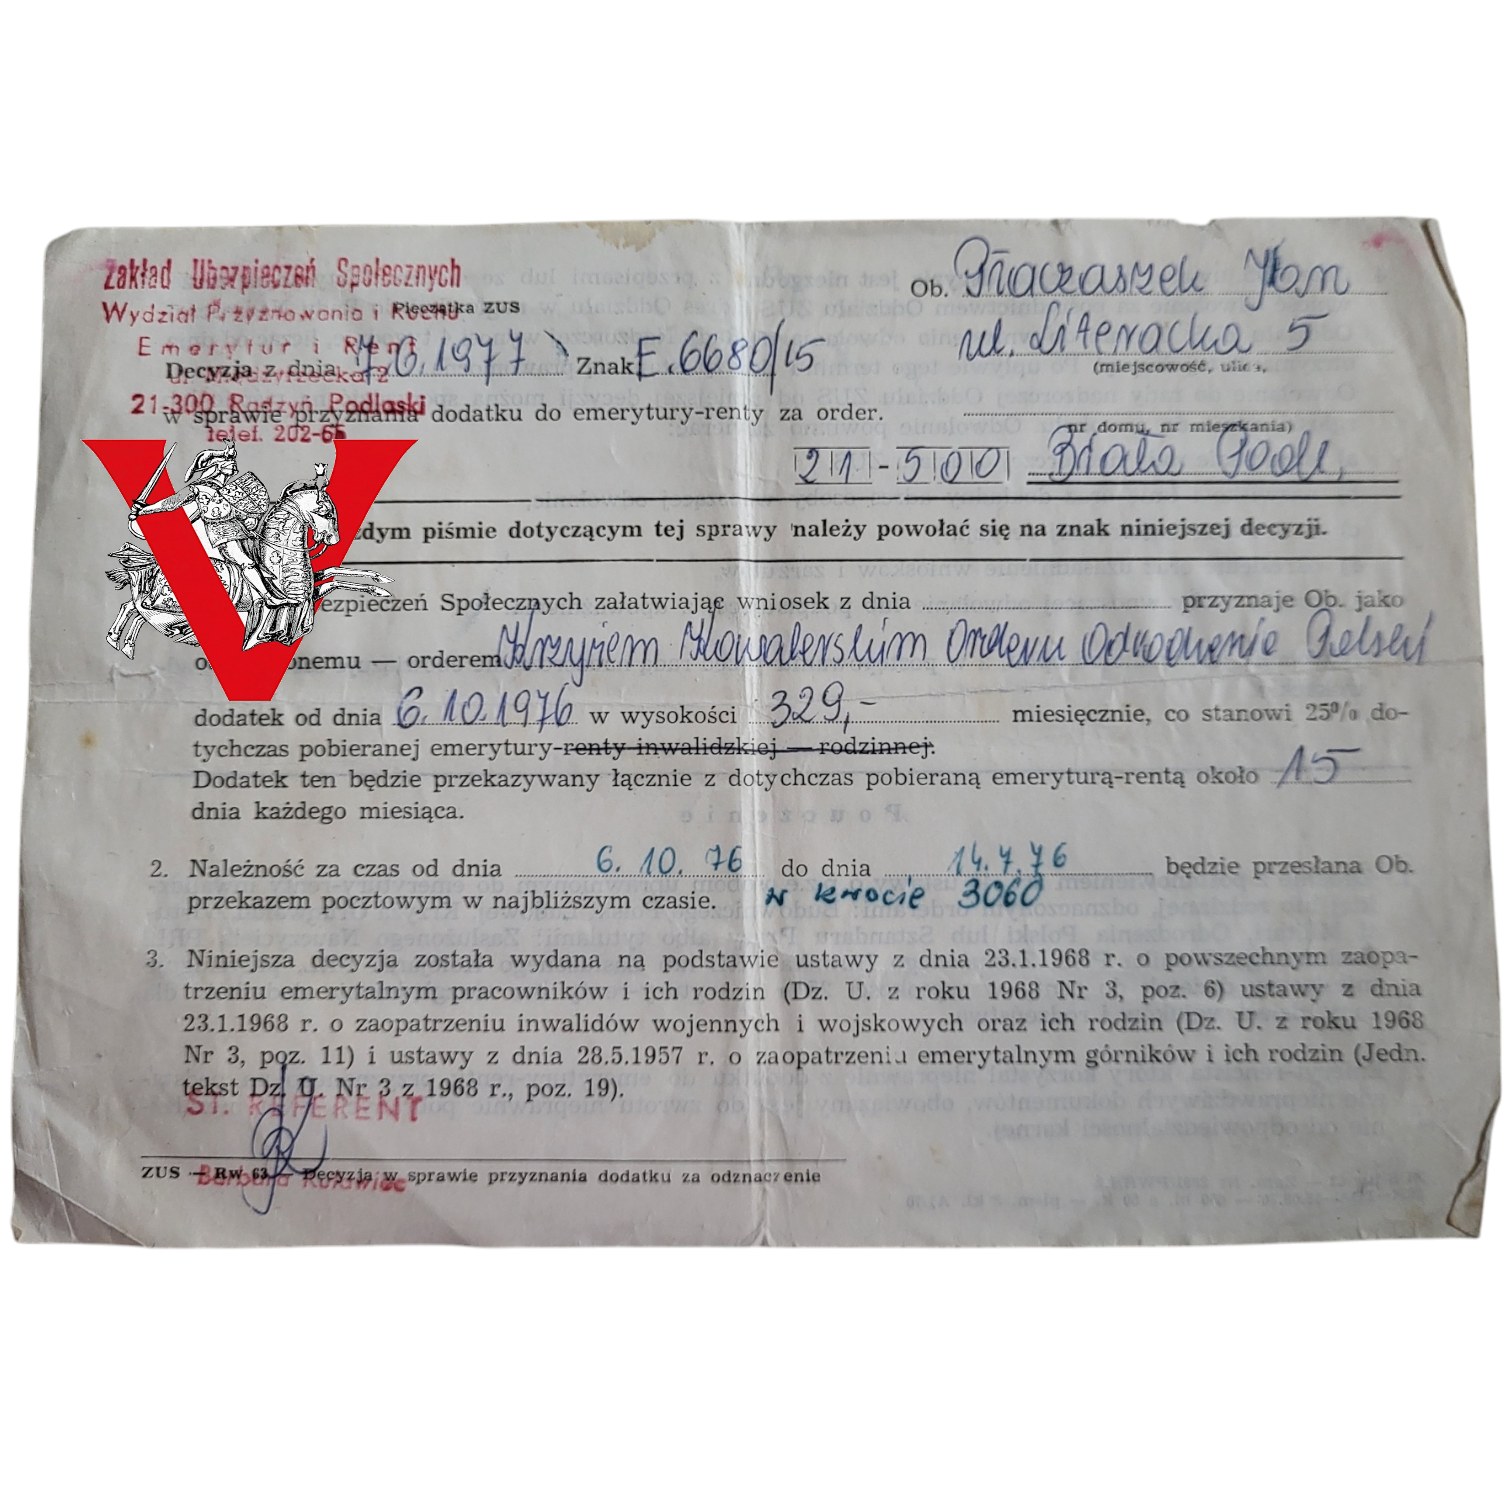 Zakład Ubezpieczeń Społecznych
Wydział Przyznawania i Rachu
Pieczątka ZUS
Emerytur i Rent
ul. Międzyrzecka 2
21-300 Radzyń Podlaski
telef. 202-65
Ob. Płaczaszek Jan
ul. Literacka 5
(miejscowość, ulica,
nr domu, nr mieszkania)
21-500 Biała Podl,
Decyzja z dnia 7.6.1977 Znak E.6680/15
w sprawie przyznania dodatku do emerytury-renty za order.
żdym piśmie dotyczącym tej sprawy należy powołać się na znak niniejszej decyzji.
ezpieczeń Społecznych załatwiając wniosek z dnia przyznaje Ob. jako
onemu — orderem Krzyżem Kawalerskim Orderu Odrodzenia Polski
dodatek od dnia 6.10.1976 w wysokości 329,- miesięcznie, co stanowi 25% do-
tychczas pobieranej emerytury-renty inwalidzkiej — rodzinnej.
Dodatek ten będzie przekazywany łącznie z dotychczas pobieraną emeryturą-rentą około 15
dnia każdego miesiąca.
2. Należność za czas od dnia 6. 10. 76 do dnia 14.7.76 będzie przesłana Ob.
przekazem pocztowym w najbliższym czasie. w kwocie 3060
3. Niniejsza decyzja została wydana na podstawie ustawy z dnia 23.1.1968 r. o powszechnym zaopa-
trzeniu emerytalnym pracowników i ich rodzin (Dz. U. z roku 1968 Nr 3, poz. 6) ustawy z dnia
23.1.1968 r. o zaopatrzeniu inwalidów wojennych i wojskowych oraz ich rodzin (Dz. U. z roku 1968
Nr 3, poz. 11) i ustawy z dnia 28.5.1957 r. o zaopatrzeniu emerytalnym górników i ich rodzin (Jedn.
tekst Dz. U. Nr 3 z 1968 r., poz. 19).
ST. REFERENT
ZUS — Rw 63 — Decyzja w sprawie przyznania dodatku za odznaczenie
Barbara